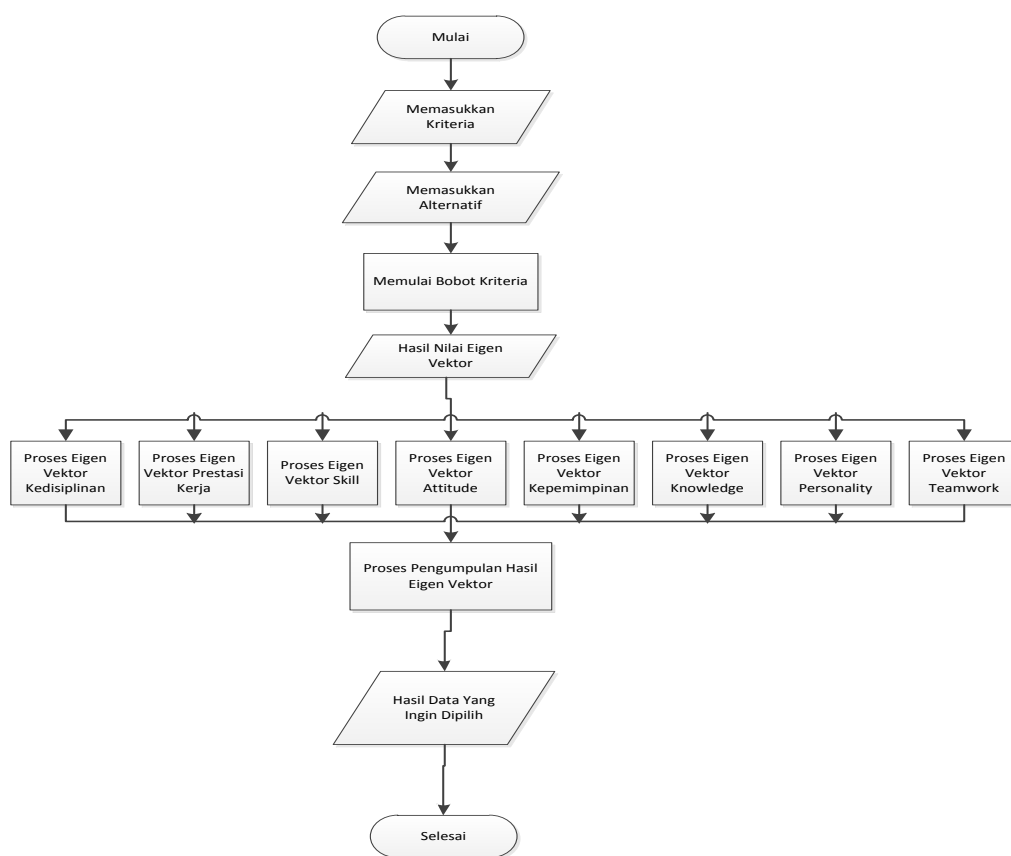 Mulai
Memasukkan
Kriteria
Memasukkan
Alternatif
Memulai Bobot Kriteria
Hasil Nilai Eigen
Vektor
Proses Eigen
Vektor
Kedisiplinan
Proses Eigen
Vektor Prestasi
Kerja
Proses Eigen
Vektor Skill
Proses Eigen
Vektor
Attitude
Proses Eigen
Vektor
Kepemimpinan
Proses Eigen
Vektor
Knowledge
Proses Eigen
Vektor
Personality
Proses Eigen
Vektor
Teamwork
Proses Pengumpulan Hasil
Eigen Vektor
Hasil Data Yang
Ingin Dipilih
Selesai